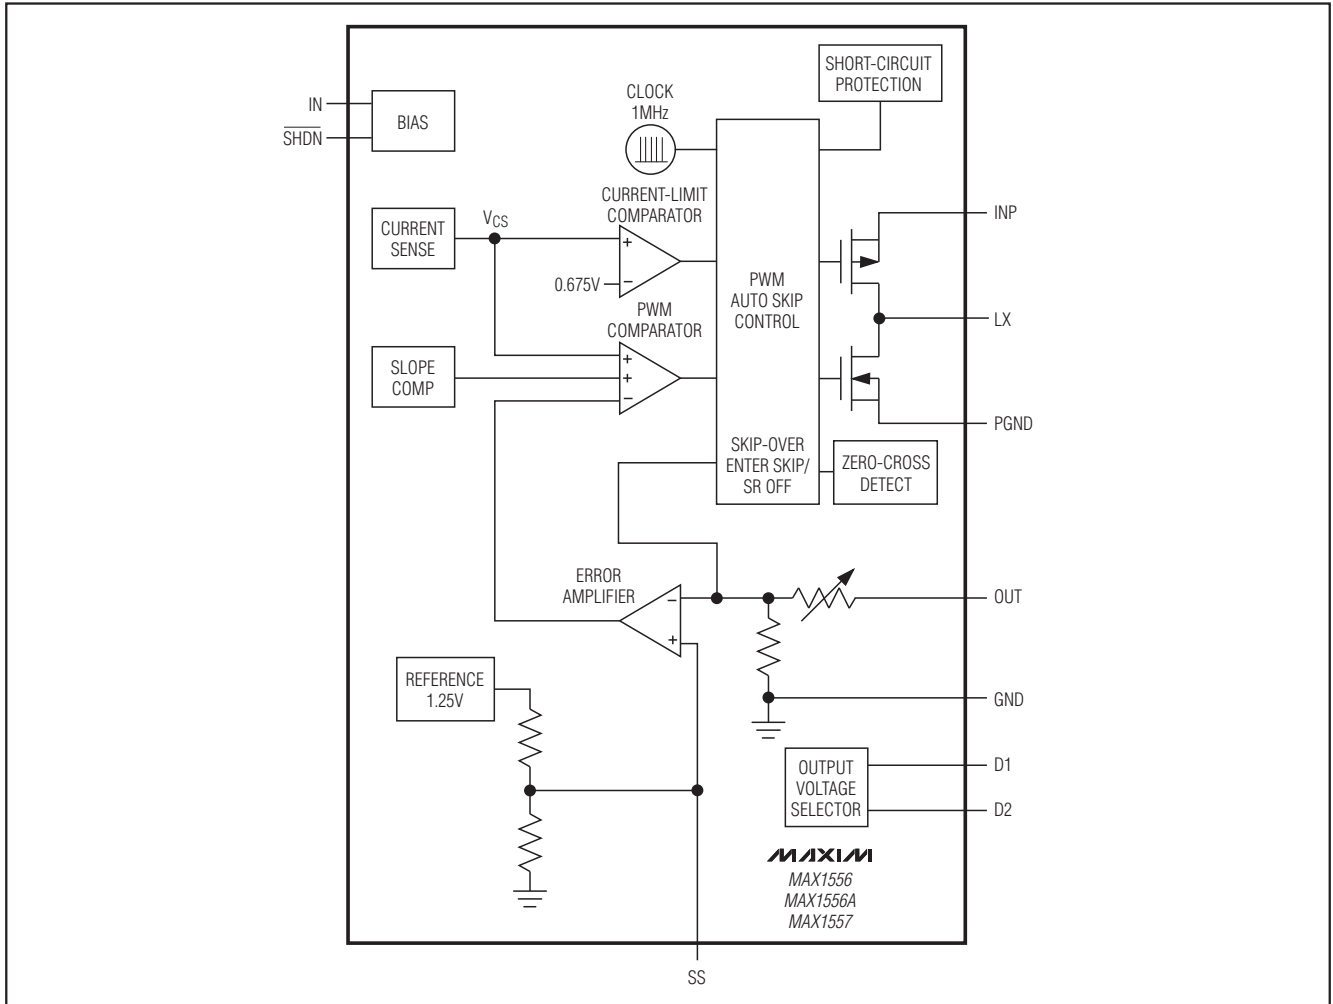 SHORT-CIRCUIT
PROTECTION
CLOCK
1MHz
IN
SHDN
BIAS
CURRENT-LIMIT
COMPARATOR
CURRENT
SENSE
VCS
+
0.675V
−
INP
PWM
AUTO SKIP
CONTROL
LX
PWM
COMPARATOR
SLOPE
COMP
+
+
−
PGND
SKIP-OVER
ENTER SKIP/
SR OFF
ZERO-CROSS
DETECT
ERROR
AMPLIFIER
−
+
OUT
REFERENCE
1.25V
GND
OUTPUT
VOLTAGE
SELECTOR
D1
D2
MAXIM
MAX1556
MAX1556A
MAX1557
SS